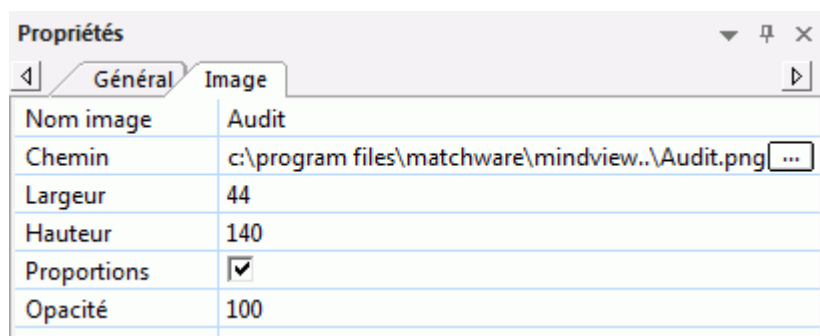 Propriétés
Général Image
Nom image Audit
Chemin c:\program files\matchware\mindview..\Audit.png ...
Largeur 44
Hauteur 140
Proportions
Opacité 100